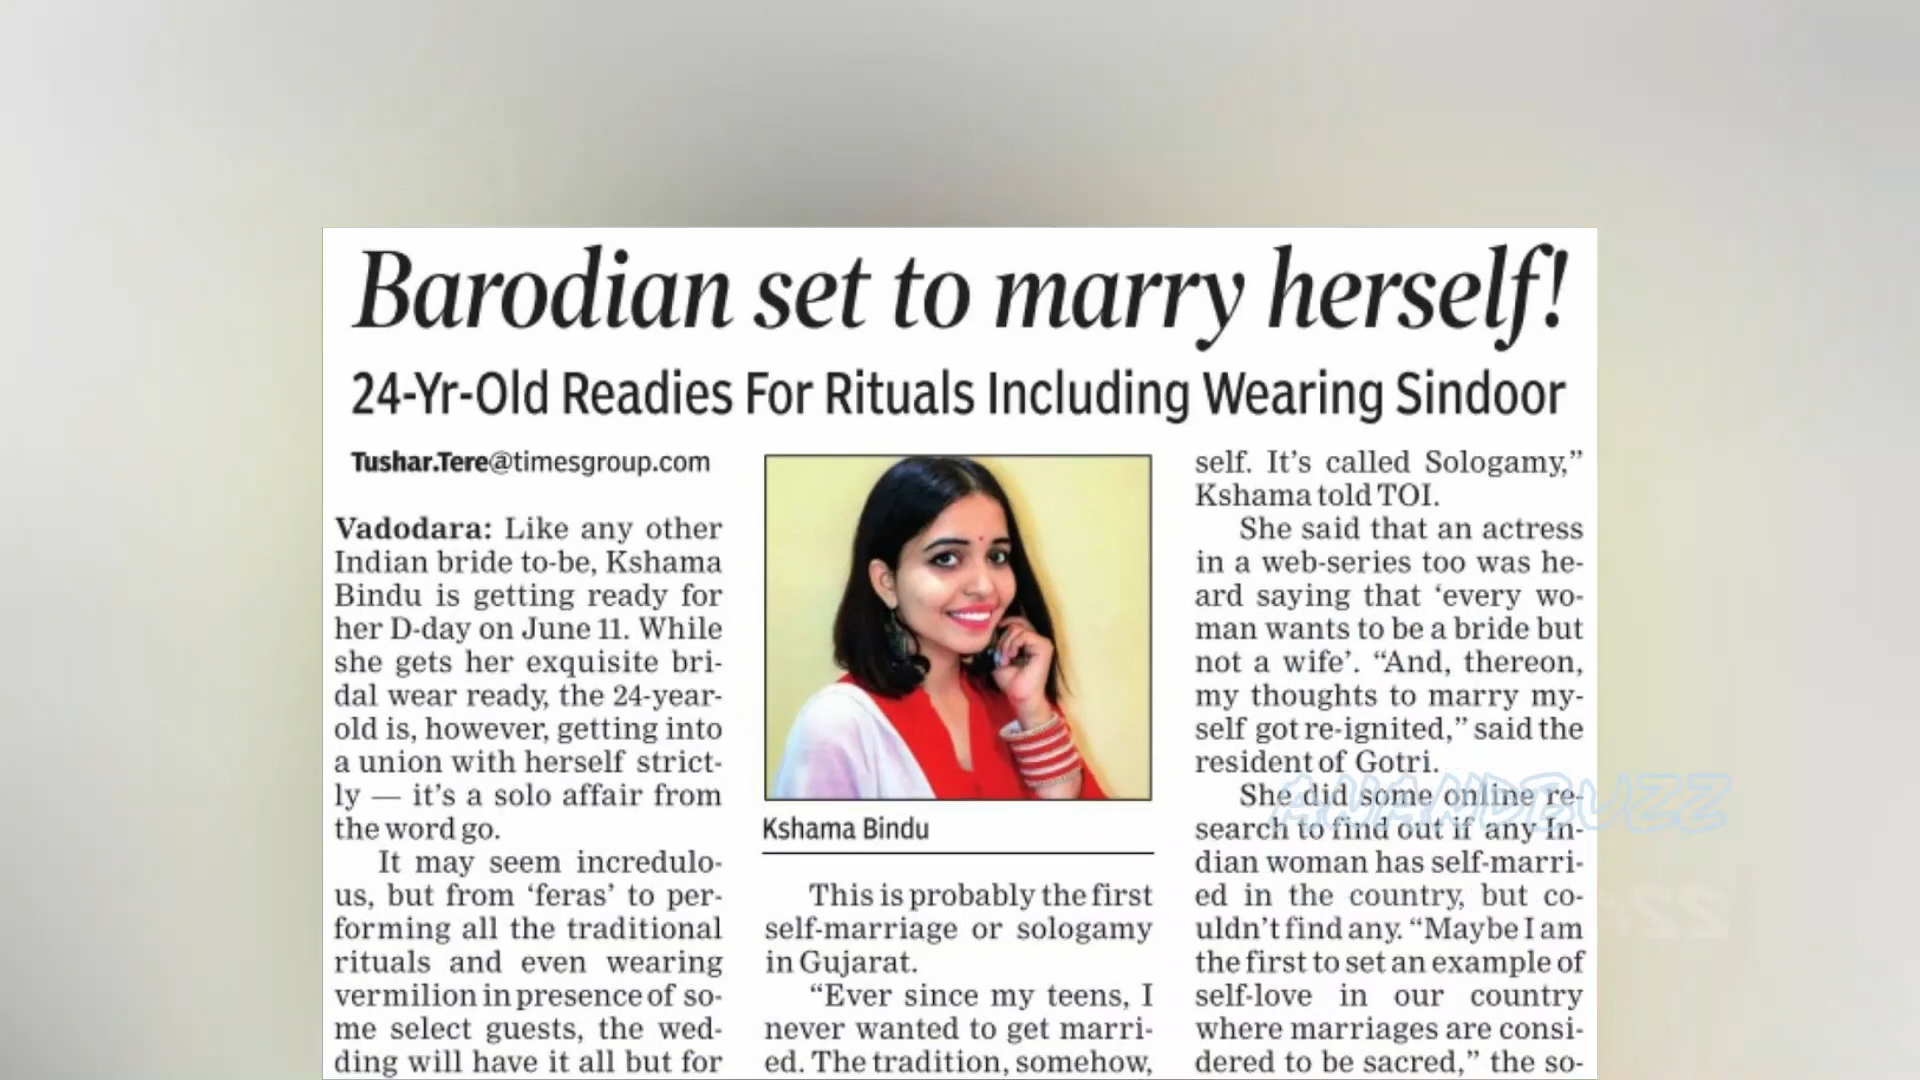 Barodian set to marry herself!
24-Yr-Old Readies For Rituals Including Wearing Sindoor
Tushar.Tere@timesgroup.com
Vadodara: Like any other
Indian bride to-be, Kshama
Bindu is getting ready for
her D-day on June 11. While
she gets her exquisite bri-
dal wear ready, the 24-year-
old is, however, getting into
a union with herself strict-
ly — it’s a solo affair from
the word go.
It may seem incredulo-
us, but from ‘feras’ to per-
forming all the traditional
rituals and even wearing
vermilion in presence of so-
me select guests, the wed-
ding will have it all but for
Kshama Bindu
This is probably the first
self-marriage or sologamy
in Gujarat.
“Ever since my teens, I
never wanted to get marri-
ed. The tradition, somehow,
self. It’s called Sologamy,”
Kshama told TOI.
She said that an actress
in a web-series too was he-
ard saying that ‘every wo-
man wants to be a bride but
not a wife’. “And, thereon,
my thoughts to marry my-
self got re-ignited,” said the
resident of Gotri.
She did some online re-
search to find out if any In-
dian woman has self-marri-
ed in the country, but co-
uldn’t find any. “Maybe I am
the first to set an example of
self-love in our country
where marriages are consi-
dered to be sacred,” the so-